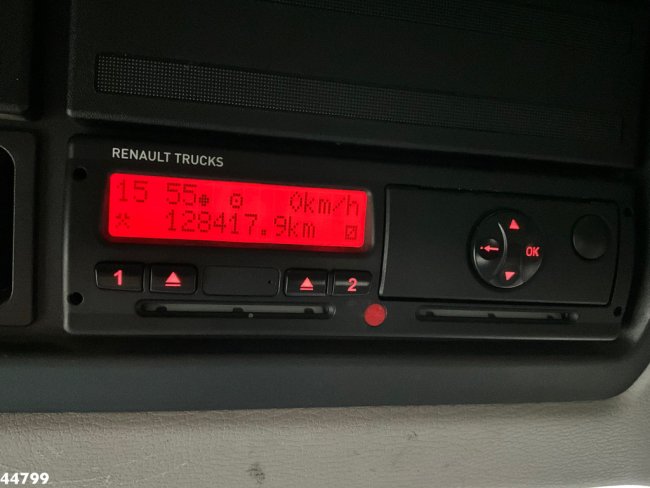 RENAULT TRUCKS
15 55 0km/h
128417.9km
1 2
OK
44799